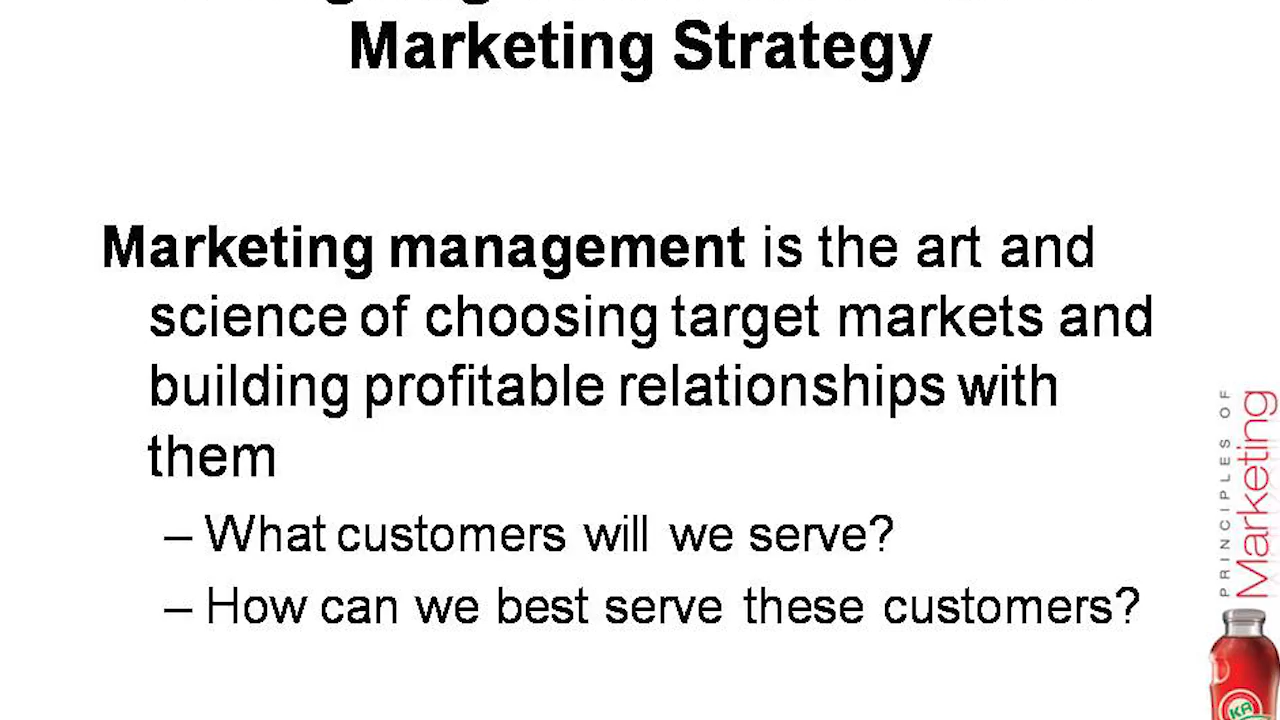 Marketing Strategy
Marketing management is the art and
science of choosing target markets and
building profitable relationships with
them
– What customers will we serve?
– How can we best serve these customers?
PRINCIPLES OF
Marketing